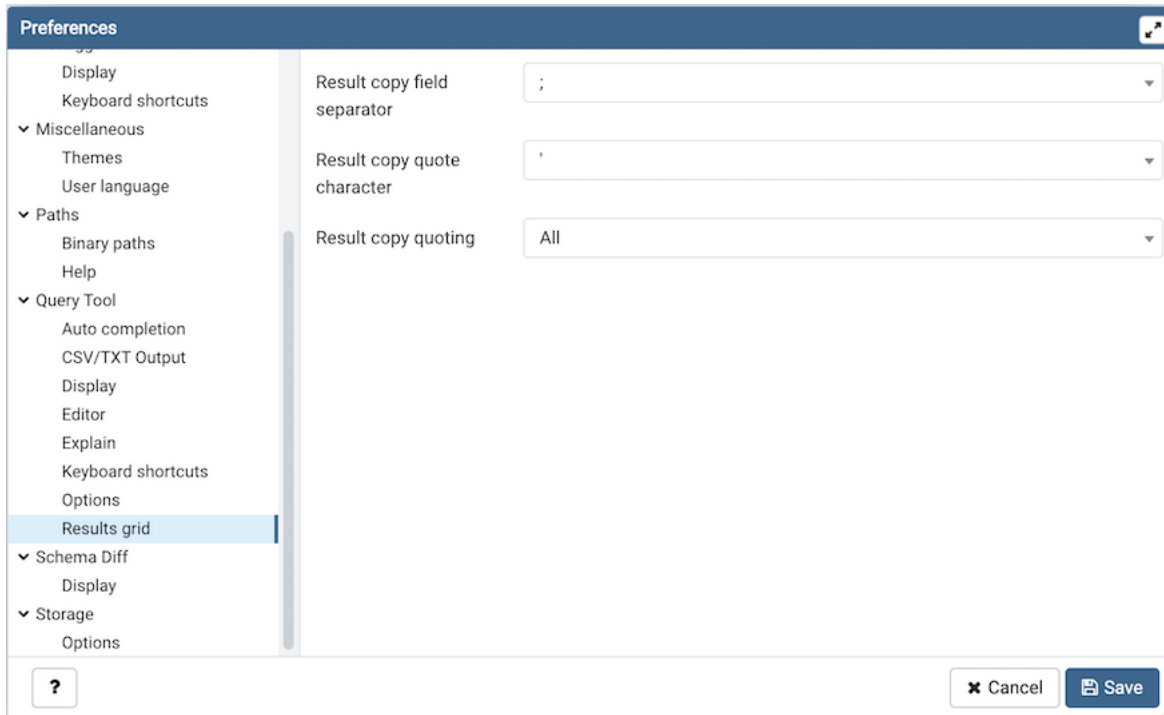 Preferences
Display
Keyboard shortcuts
Miscellaneous
Themes
User language
Paths
Binary paths
Help
Query Tool
Auto completion
CSV/TXT Output
Display
Editor
Explain
Keyboard shortcuts
Options
Results grid
Schema Diff
Display
Storage
Options
Result copy field
separator
;
Result copy quote
character
'
Result copy quoting
All
?
Cancel
Save